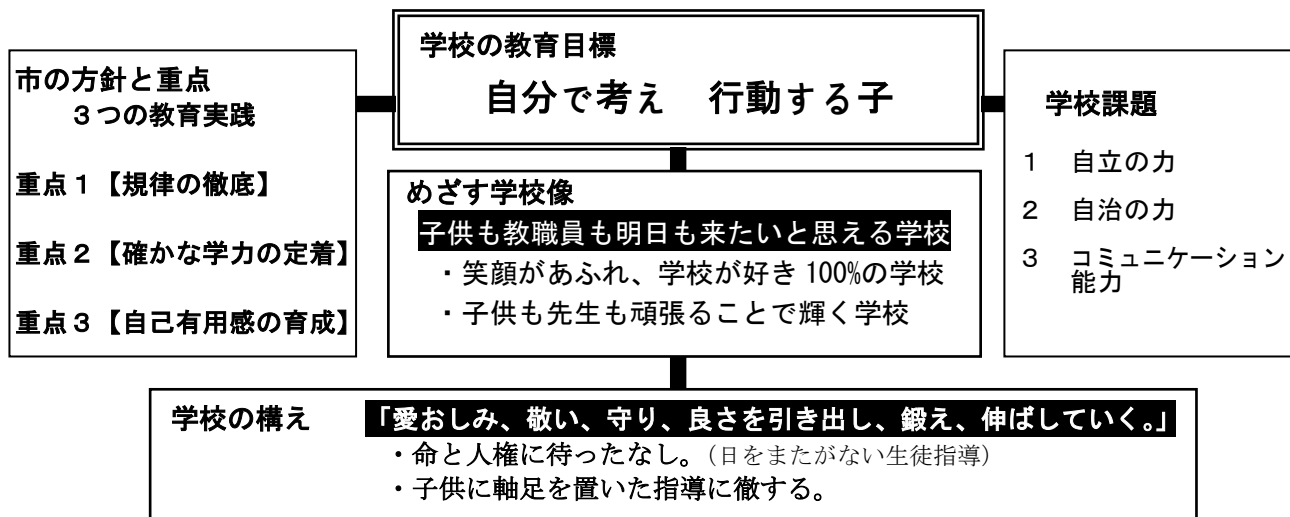 学校の教育目標
自分で考え　行動する子
市の方針と重点
３つの教育実践
重点１【規律の徹底】
重点２【確かな学力の定着】
重点３【自己有用感の育成】
めざす学校像
子供も教職員も明日も来たいと思える学校
・笑顔があふれ、学校が好き100%の学校
・子供も先生も頑張ることで輝く学校
学校課題
１　自立の力
２　自治の力
３　コミュニケーション
能力
学校の構え　「愛おしみ、敬い、守り、良さを引き出し、鍛え、伸ばしていく。」
・命と人権に待ったなし。（日をまたがない生徒指導）
・子供に軸足を置いた指導に徹する。